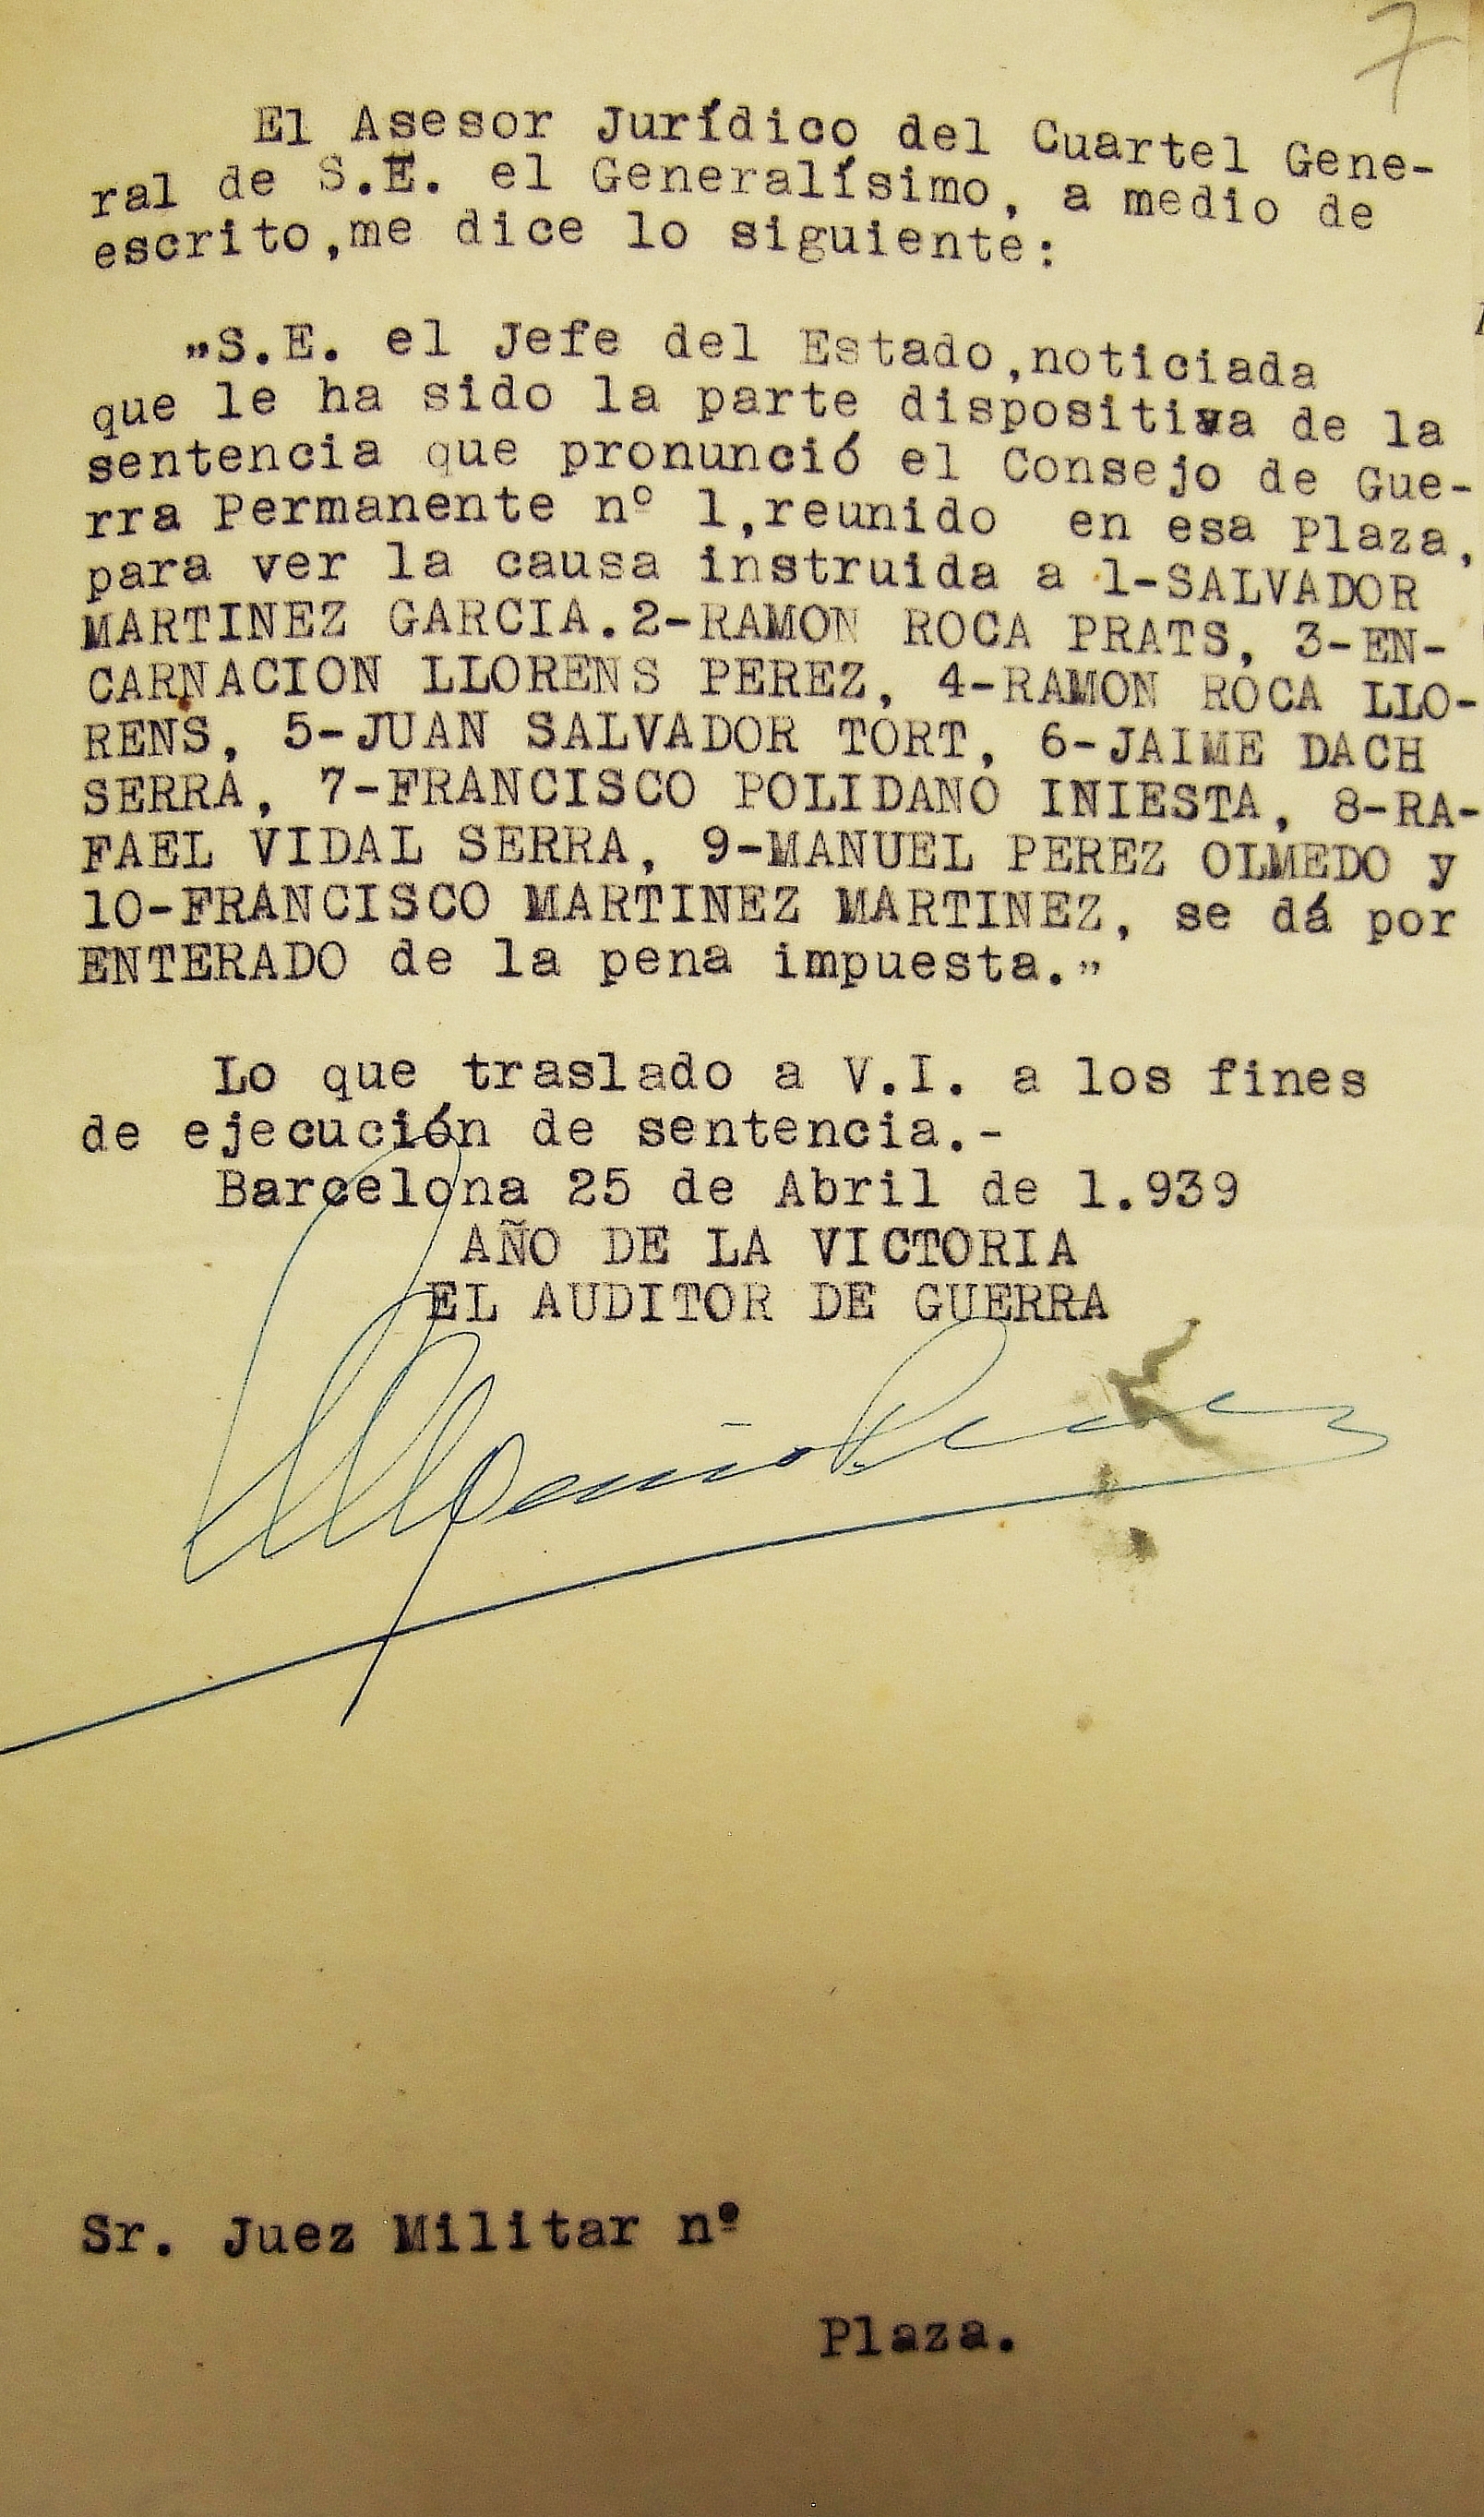 7
El Asesor Jurídico del Cuartel Gene-
ral de S.E. el Generalísimo, a medio de
escrito,me dice lo siguiente:
"S.E. el Jefe del Estado,noticiada
que le ha sido la parte dispositiva de la
sentencia que pronunció el Consejo de Gue-
rra Permanente nº 1,reunido en esa Plaza,
para ver la causa instruida a 1-SALVADOR
MARTINEZ GARCIA.2-RAMON ROCA PRATS, 3-EN-
CARNACION LLORENS PEREZ, 4-RAMON ROCA LLO-
RENS, 5-JUAN SALVADOR TORT, 6-JAIME DACH
SERRA, 7-FRANCISCO POLIDANO INIESTA, 8-RA-
FAEL VIDAL SERRA, 9-MANUEL PEREZ OLMEDO y
10-FRANCISCO MARTINEZ MARTINEZ, se dá por
ENTERADO de la pena impuesta."
Lo que traslado a V.I. a los fines
de ejecución de sentencia.-
Barcelona 25 de Abril de 1.939
AÑO DE LA VICTORIA
EL AUDITOR DE GUERRA
Sr. Juez Militar nº
Plaza.